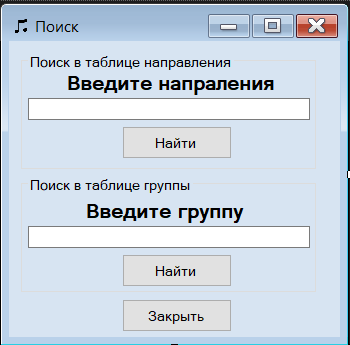 Поиск
Поиск в таблице направления
Введите напраления
Найти
Поиск в таблице группы
Введите группу
Найти
Закрыть